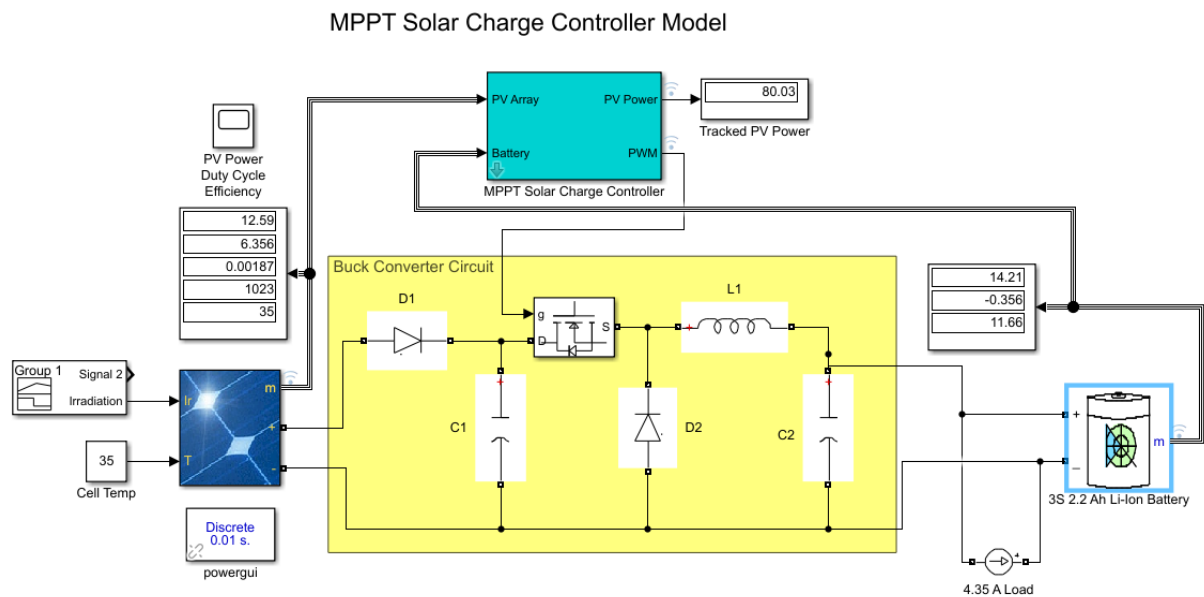 MPPT Solar Charge Controller Model
PV Array
PV Power
Battery
PWM
MPPT Solar Charge Controller
80.03
Tracked PV Power
PV Power
Duty Cycle
Efficiency
12.59
6.356
0.00187
1023
35
Buck Converter Circuit
D1
g
D
S
L1
C1
D2
C2
14.21
-0.356
11.66
Group 1
Signal 2
Irradiation
Ir
T
m
+
-
35
Cell Temp
Discrete
0.01 s.
powergui
+
m
_
3S 2.2 Ah Li-Ion Battery
+
4.35 A Load